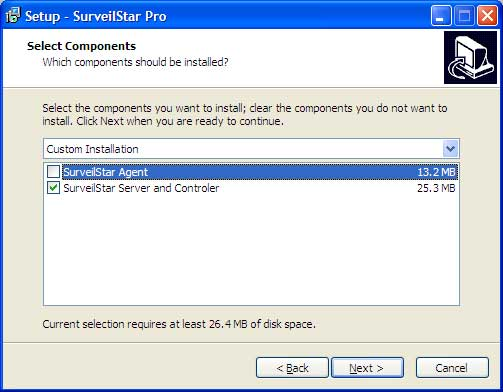 Setup - SurveilStar Pro
Select Components
Which components should be installed?
Select the components you want to install; clear the components you do not want to
install. Click Next when you are ready to continue.
Custom Installation
SurveilStar Agent 13.2 MB
SurveilStar Server and Controler 25.3 MB
Current selection requires at least 26.4 MB of disk space.
< Back Next > Cancel